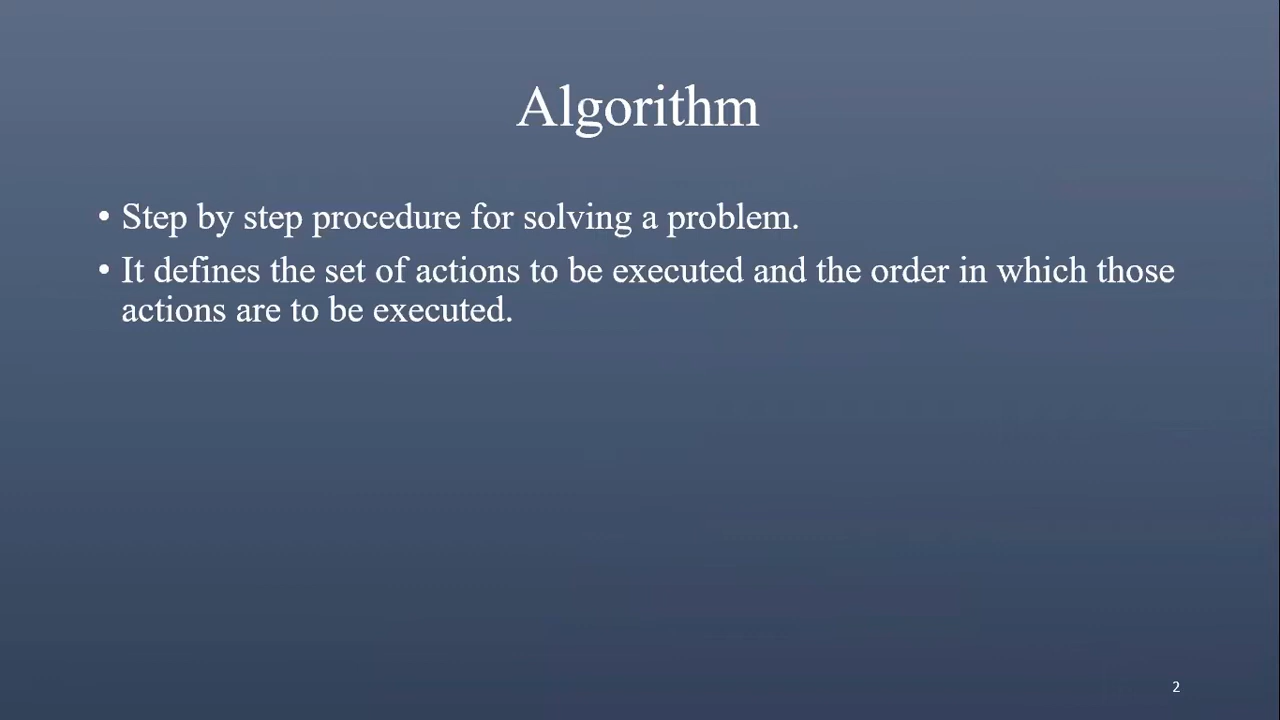 Algorithm
• Step by step procedure for solving a problem.
• It defines the set of actions to be executed and the order in which those
actions are to be executed.
2